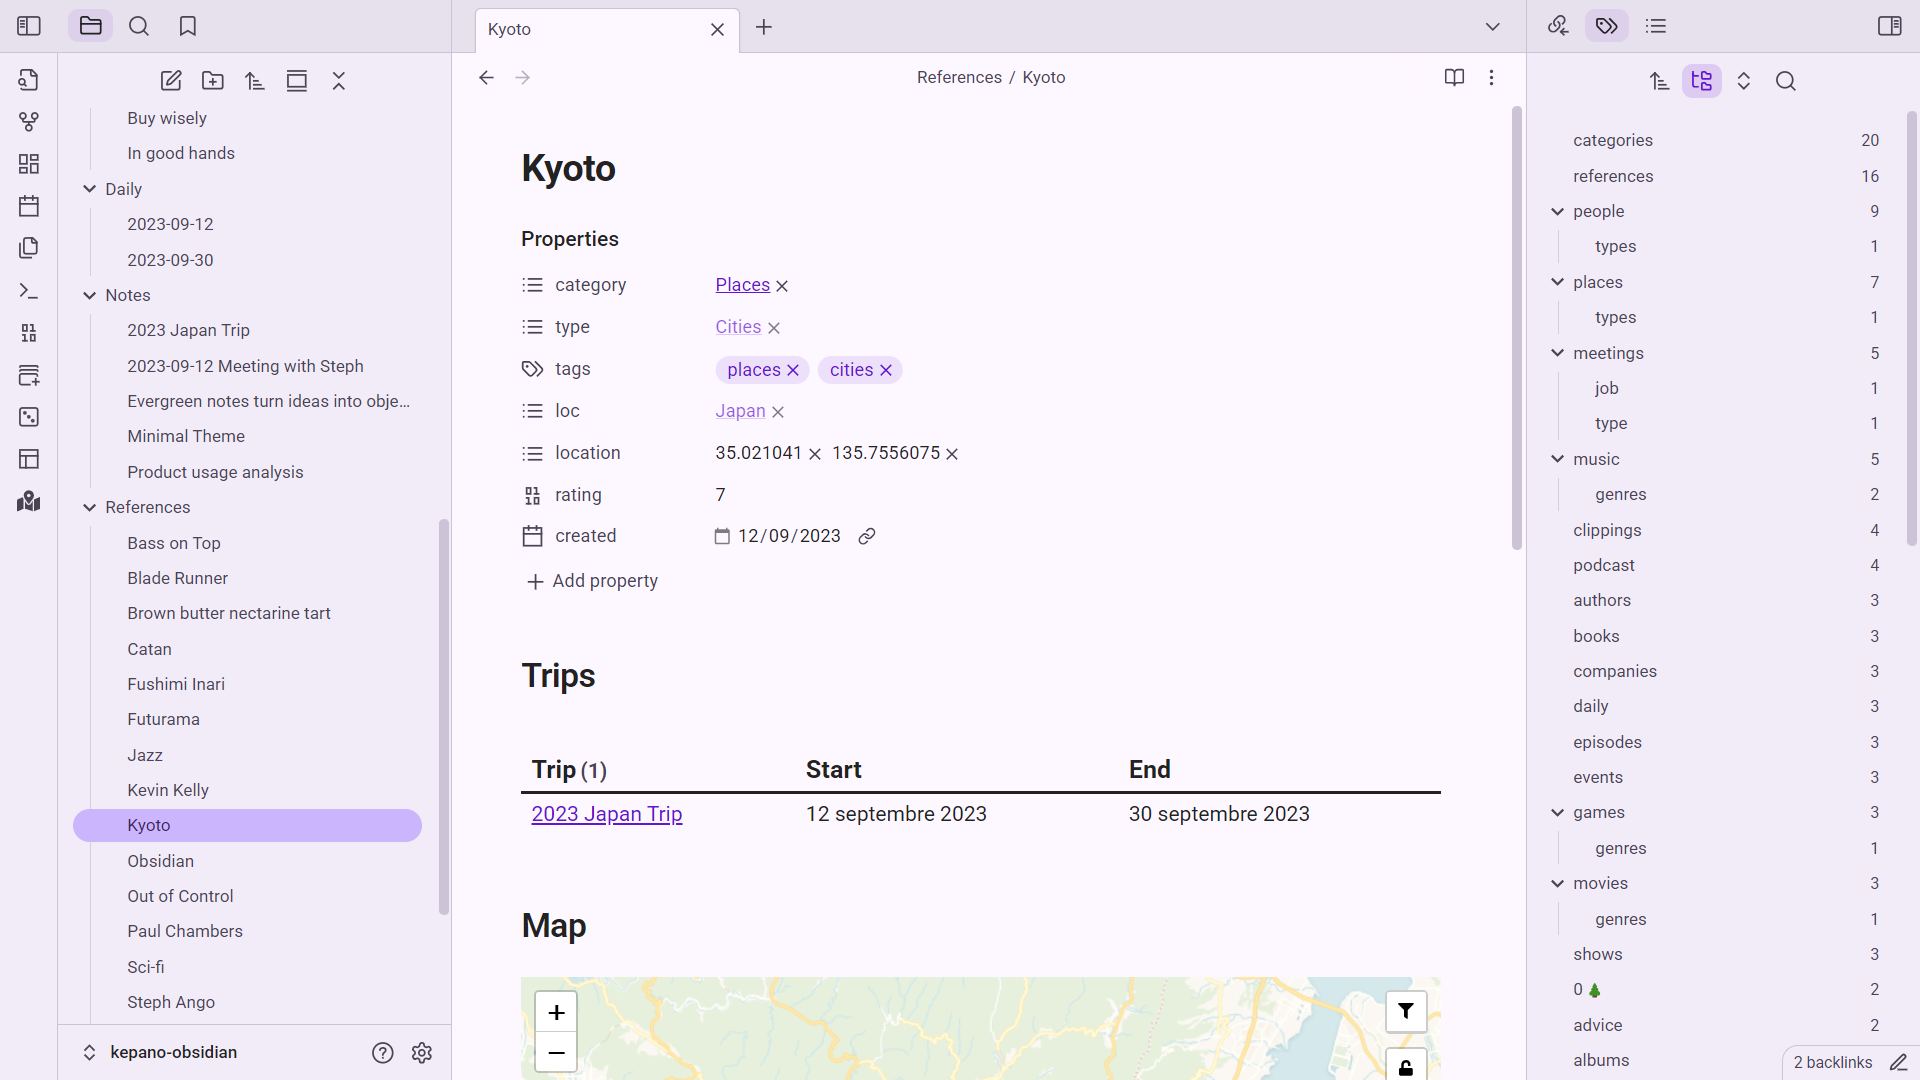 Kyoto
References / Kyoto
Buy wisely
In good hands
Daily
2023-09-12
2023-09-30
Notes
2023 Japan Trip
2023-09-12 Meeting with Steph
Evergreen notes turn ideas into obje...
Minimal Theme
Product usage analysis
References
Bass on Top
Blade Runner
Brown butter nectarine tart
Catan
Fushimi Inari
Futurama
Jazz
Kevin Kelly
Kyoto
Obsidian
Out of Control
Paul Chambers
Sci-fi
Steph Ango
kepano-obsidian
Kyoto
Properties
category Places
type Cities
tags places cities
loc Japan
location 35.021041 135.7556075
rating 7
created 12/09/2023
Add property
Trips
Trip (1) Start End
2023 Japan Trip 12 septembre 2023 30 septembre 2023
Map
categories 20
references 16
people 9
types 1
places 7
types 1
meetings 5
job 1
type 1
music 5
genres 2
clippings 4
podcast 4
authors 3
books 3
companies 3
daily 3
episodes 3
events 3
games 3
genres 1
movies 3
genres 1
shows 3
0🌲 2
advice 2
albums
2 backlinks